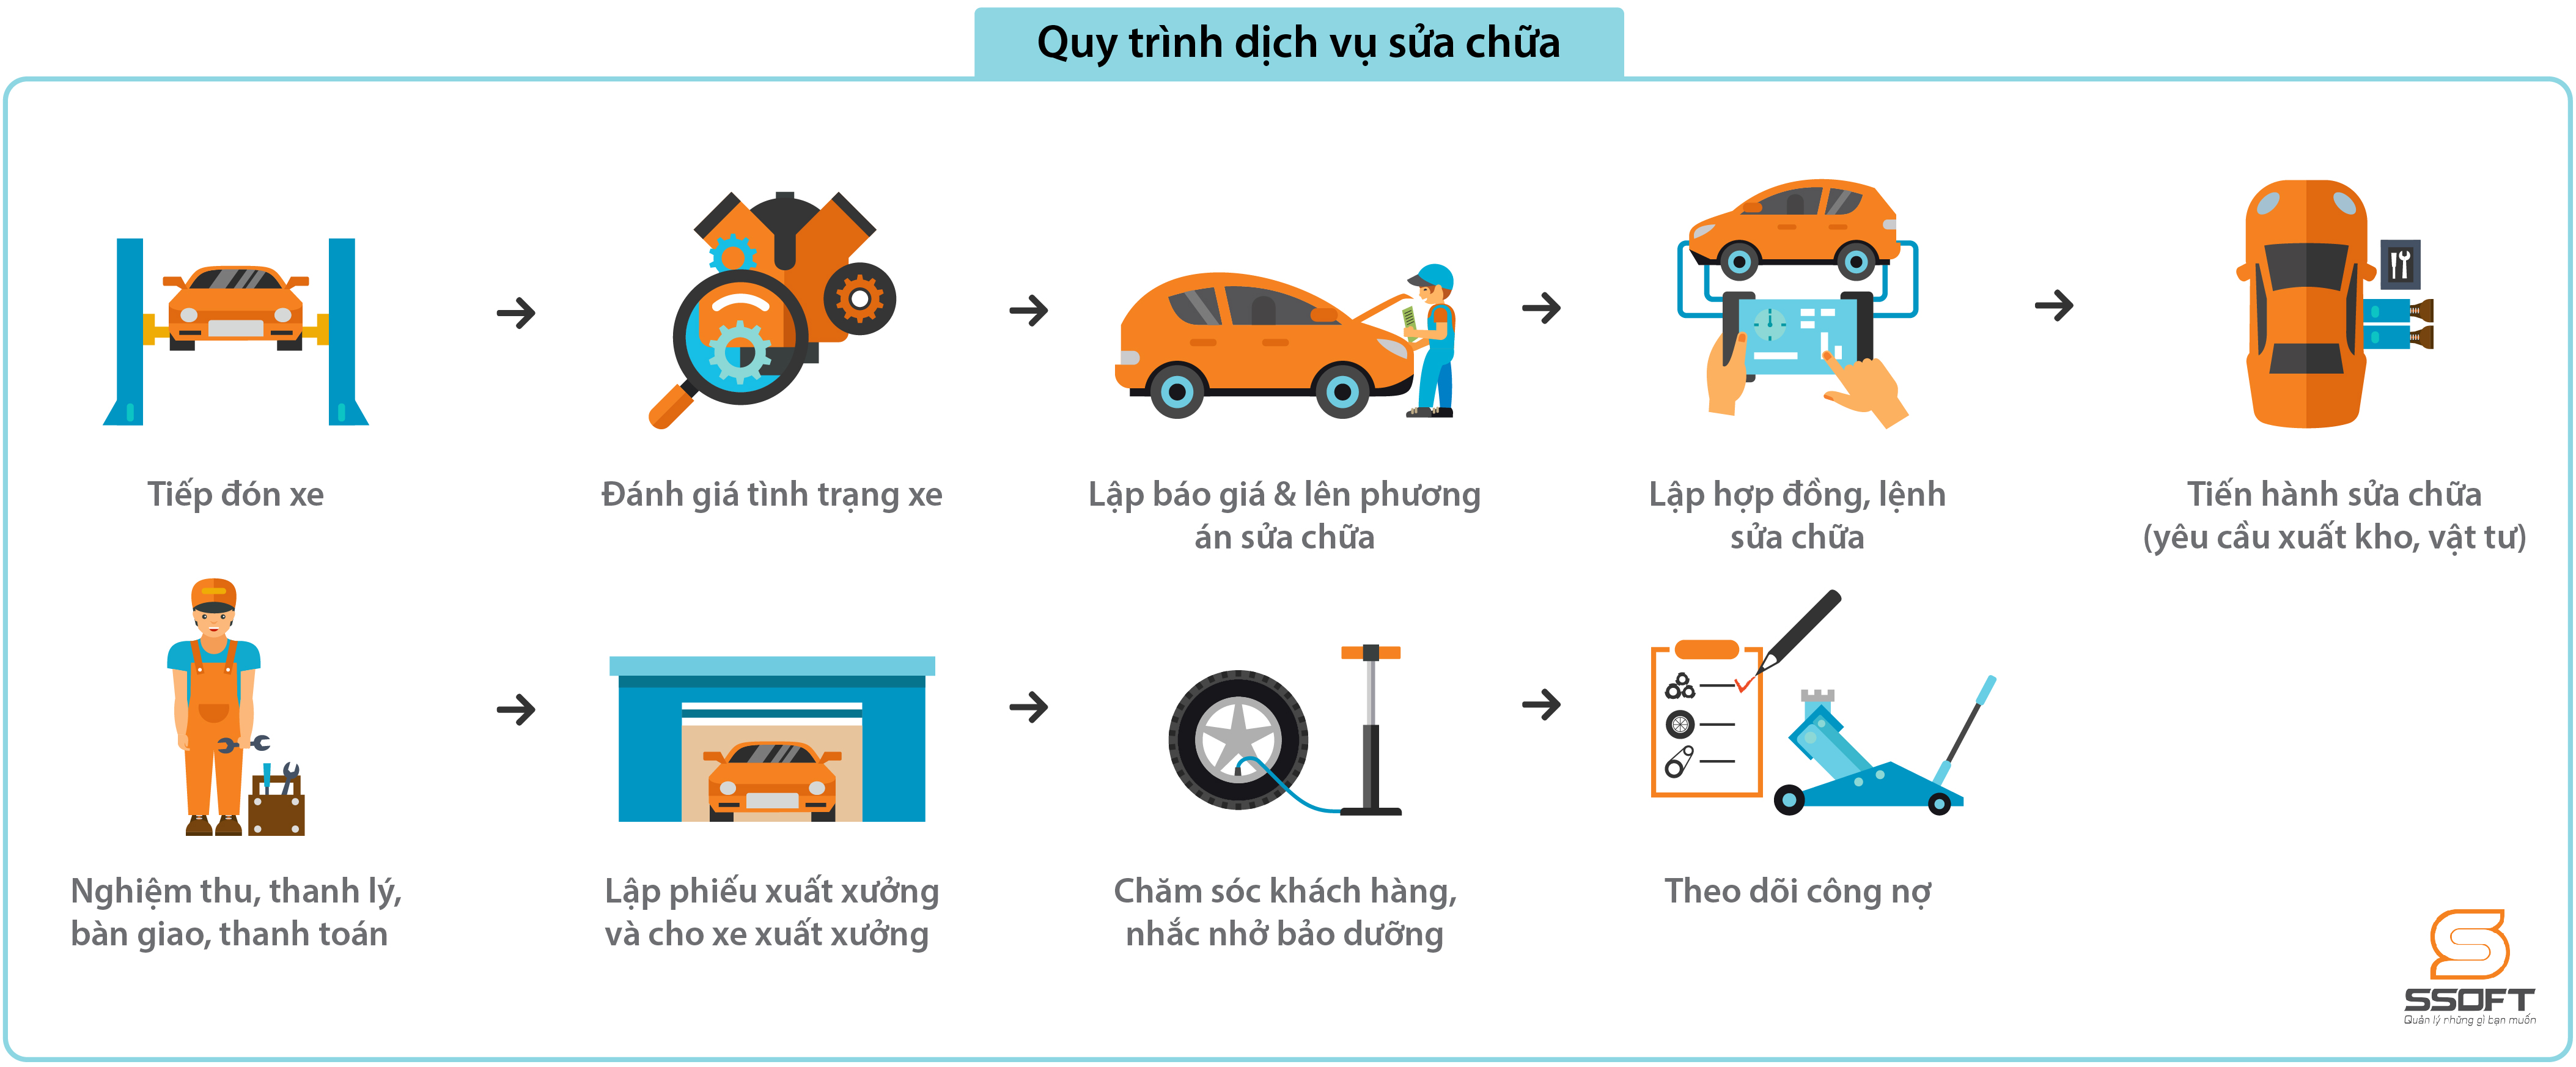 Quy trình dịch vụ sửa chữa
Tiếp đón xe
Đánh giá tình trạng xe
Lập báo giá & lên phương
án sửa chữa
Lập hợp đồng, lệnh
sửa chữa
Tiến hành sửa chữa
(yêu cầu xuất kho, vật tư)
Nghiệm thu, thanh lý,
bàn giao, thanh toán
Lập phiếu xuất xưởng
và cho xe xuất xưởng
Chăm sóc khách hàng,
nhắc nhở bảo dưỡng
Theo dõi công nợ
SSOFT
Quản lý những gì bạn muốn